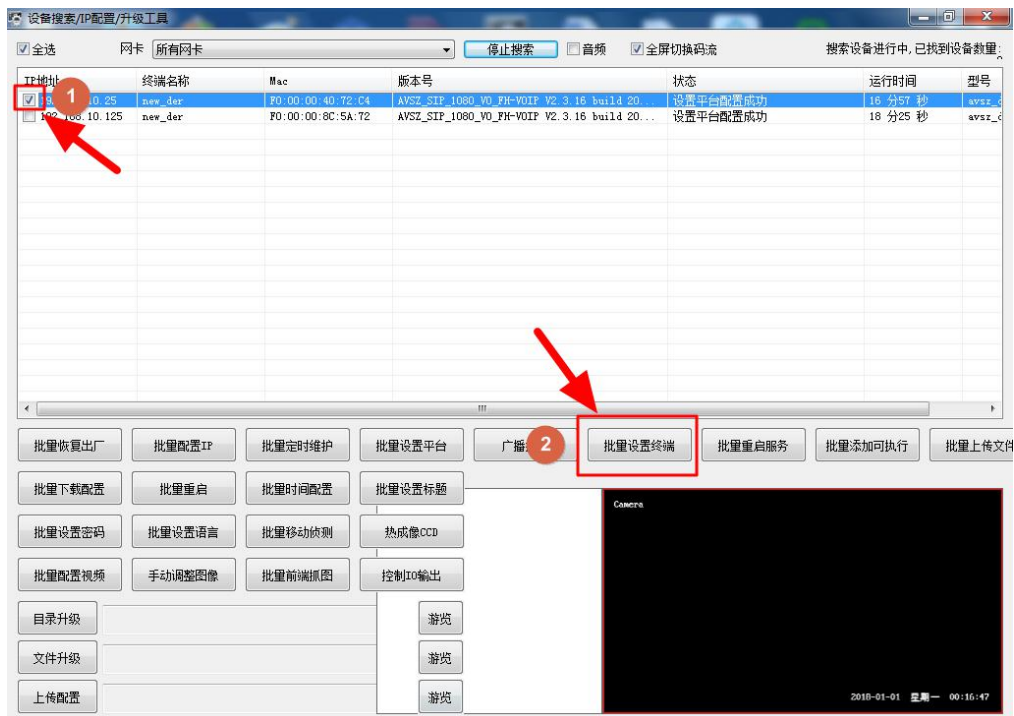 设备搜索/IP配置/升级工具
全选 网卡 所有网卡 停止搜索 音频 全屏切换码流 搜索设备进行中,已找到设备数量:
IP地址 终端名称 Mac 版本号 状态 运行时间 型号
1
.10.25 new_der F0:00:00:40:72:C4 AVSZ_SIP_1080_VO_FH-VOIP V2.3.16 build 20... 设置平台配置成功 16 分57 秒
192.168.10.125 new_der F0:00:00:8C:5A:72 AVSZ_SIP_1080_VO_FH-VOIP V2.3.16 build 20... 设置平台配置成功 18 分25 秒
批量恢复出厂 批量配置IP 批量定时维护 批量设置平台 广播 2 批量设置终端 批量重启服务 批量添加可执行 批量上传文件
批量下载配置 批量重启 批量时间配置 批量设置标题
Camera
批量设置密码 批量设置语言 批量移动侦测 热成像CCD
批量配置视频 手动调整图像 批量前端抓图 控制IO输出
目录升级 游览
文件升级 游览
上传配置 游览
2018-01-01 星期一 00:16:47